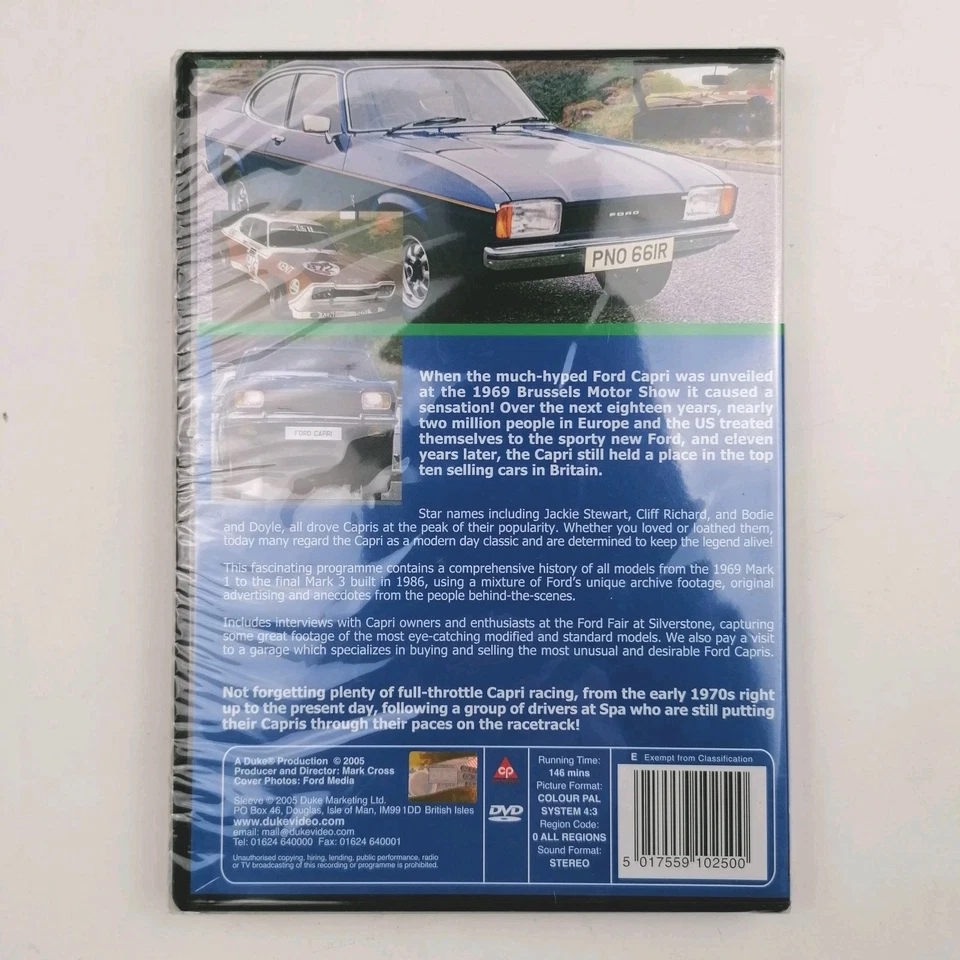 FORD
PNO 661R
KENT
FORD CAPRI
When the much-hyped Ford Capri was unveiled
at the 1969 Brussels Motor Show it caused a
sensation! Over the next eighteen years, nearly
two million people in Europe and the US treated
themselves to the sporty new Ford, and eleven
years later, the Capri still held a place in the top
ten selling cars in Britain.
Star names including Jackie Stewart, Cliff Richard, and Bodie
and Doyle, all drove Capris at the peak of their popularity. Whether you loved or loathed them,
today many regard the Capri as a modern day classic and are determined to keep the legend alive!
This fascinating programme contains a comprehensive history of all models from the 1969 Mark
1 to the final Mark 3 built in 1986, using a mixture of Ford's unique archive footage, original
advertising and anecdotes from the people behind-the-scenes.
Includes interviews with Capri owners and enthusiasts at the Ford Fair at Silverstone, capturing
some great footage of the most eye-catching modified and standard models. We also pay a visit
to a garage which specializes in buying and selling the most unusual and desirable Ford Capris.
Not forgetting plenty of full-throttle Capri racing, from the early 1970s right
up to the present day, following a group of drivers at Spa who are still putting
their Capris through their paces on the racetrack!
A Duke® Production © 2005
Producer and Director: Mark Cross
Cover Photos: Ford Media
Sleeve © 2005 Duke Marketing Ltd.
PO Box 46, Douglas, Isle of Man, IM99 1DD British Isles
www.dukevideo.com
email: mail@dukevideo.com
Tel: 01624 640000 Fax: 01624 640001
Unauthorised copying, hiring, lending, public performance, radio
or TV broadcasting of this recording or programme is prohibited.
cp
DVD
Running Time:
146 mins
Picture Format:
COLOUR PAL
SYSTEM 4:3
Region Code:
0 ALL REGIONS
Sound Format:
STEREO
E Exempt from Classification
5 017559 102500